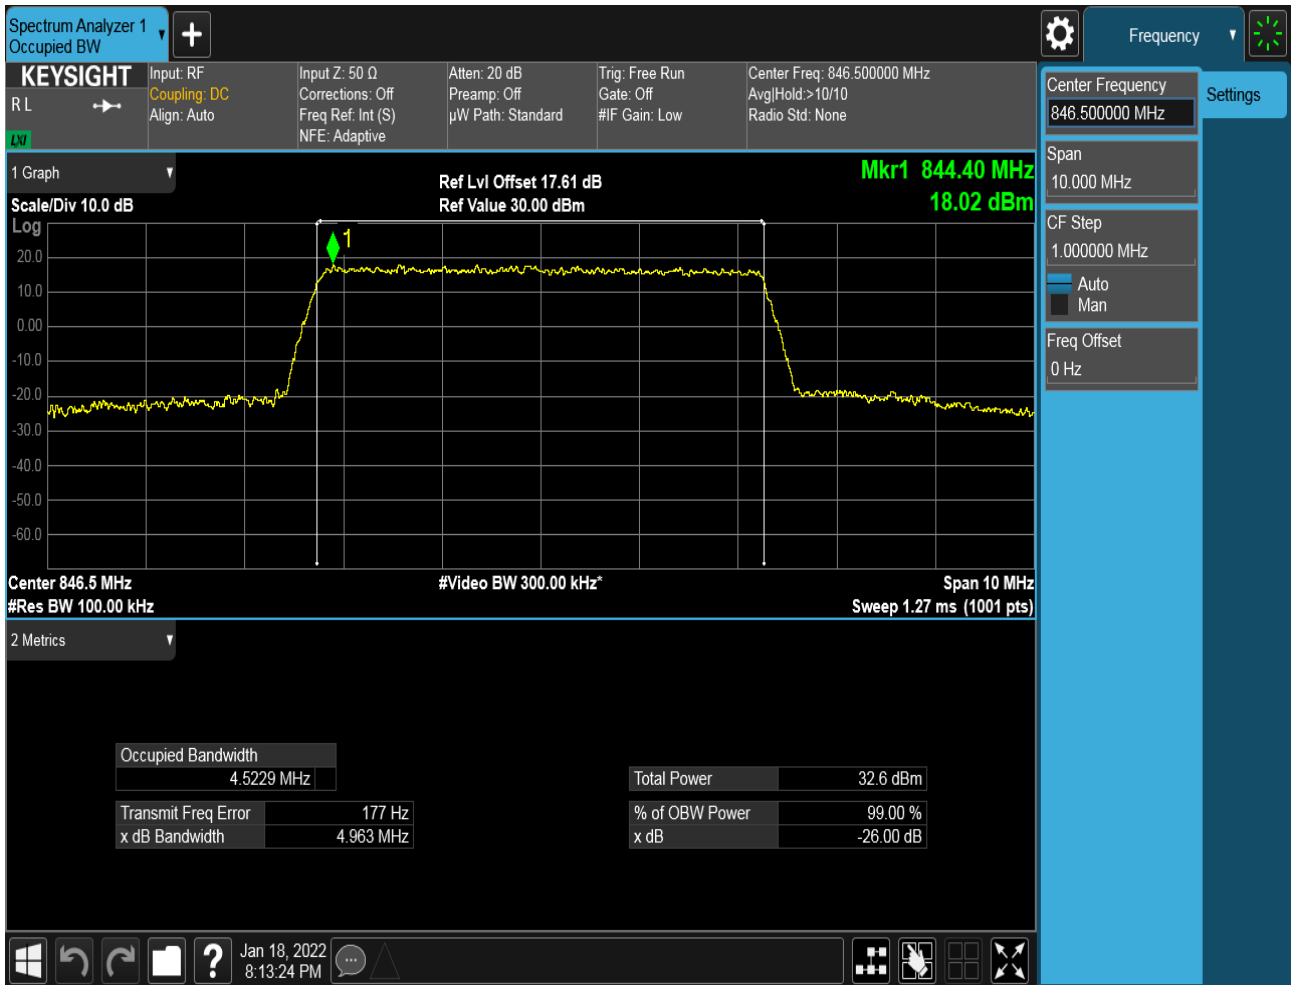 Spectrum Analyzer 1
Occupied BW
Frequency
KEYSIGHT
R L
LXI
Input: RF
Coupling: DC
Align: Auto
Input Z: 50 Ω
Corrections: Off
Freq Ref: Int (S)
NFE: Adaptive
Atten: 20 dB
Preamp: Off
µW Path: Standard
Trig: Free Run
Gate: Off
#IF Gain: Low
Center Freq: 846.500000 MHz
Avg|Hold:>10/10
Radio Std: None
Center Frequency
846.500000 MHz
Settings
Span
10.000 MHz
CF Step
1.000000 MHz
Auto
Man
Freq Offset
0 Hz
1 Graph
Scale/Div 10.0 dB
Ref Lvl Offset 17.61 dB
Ref Value 30.00 dBm
Mkr1 844.40 MHz
18.02 dBm
Log
1
20.0
10.0
0.00
-10.0
-20.0
-30.0
-40.0
-50.0
-60.0
Center 846.5 MHz
#Video BW 300.00 kHz*
Span 10 MHz
#Res BW 100.00 kHz
Sweep 1.27 ms (1001 pts)
2 Metrics
Occupied Bandwidth
4.5229 MHz
Transmit Freq Error 177 Hz
x dB Bandwidth 4.963 MHz
Total Power 32.6 dBm
% of OBW Power 99.00 %
x dB -26.00 dB
?
Jan 18, 2022
8:13:24 PM